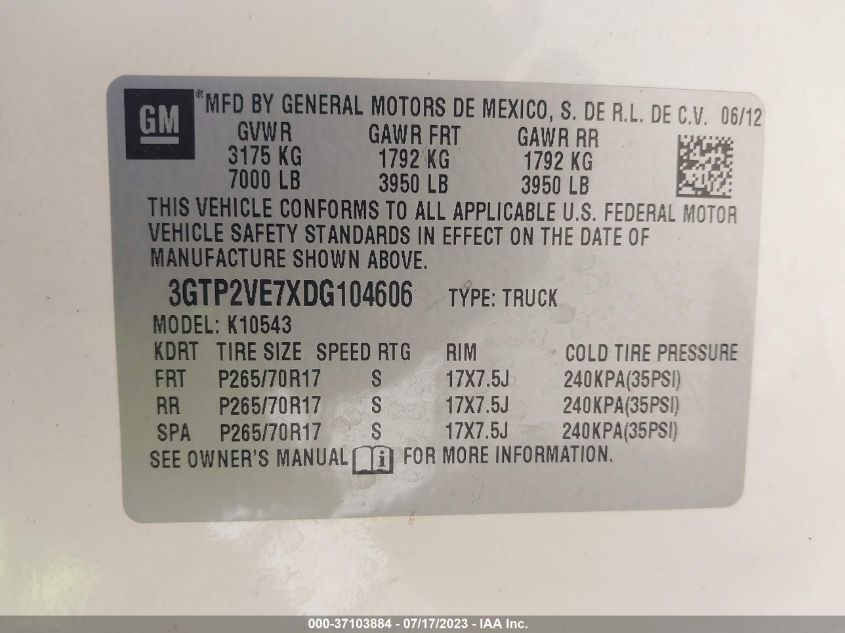 GM ® MFD BY GENERAL MOTORS DE MEXICO, S. DE R.L. DE C.V. 06/12
GVWR GAWR FRT GAWR RR
3175 KG 1792 KG 1792 KG
7000 LB 3950 LB 3950 LB
THIS VEHICLE CONFORMS TO ALL APPLICABLE U.S. FEDERAL MOTOR
VEHICLE SAFETY STANDARDS IN EFFECT ON THE DATE OF
MANUFACTURE SHOWN ABOVE.
3GTP2VE7XDG104606 TYPE: TRUCK
MODEL: K10543
KDRT TIRE SIZE SPEED RTG RIM COLD TIRE PRESSURE
FRT P265/70R17 S 17X7.5J 240KPA(35PSI)
RR P265/70R17 S 17X7.5J 240KPA(35PSI)
SPA P265/70R17 S 17X7.5J 240KPA(35PSI)
SEE OWNER'S MANUAL i FOR MORE INFORMATION.
000-37103884 - 07/17/2023 - IAA Inc.